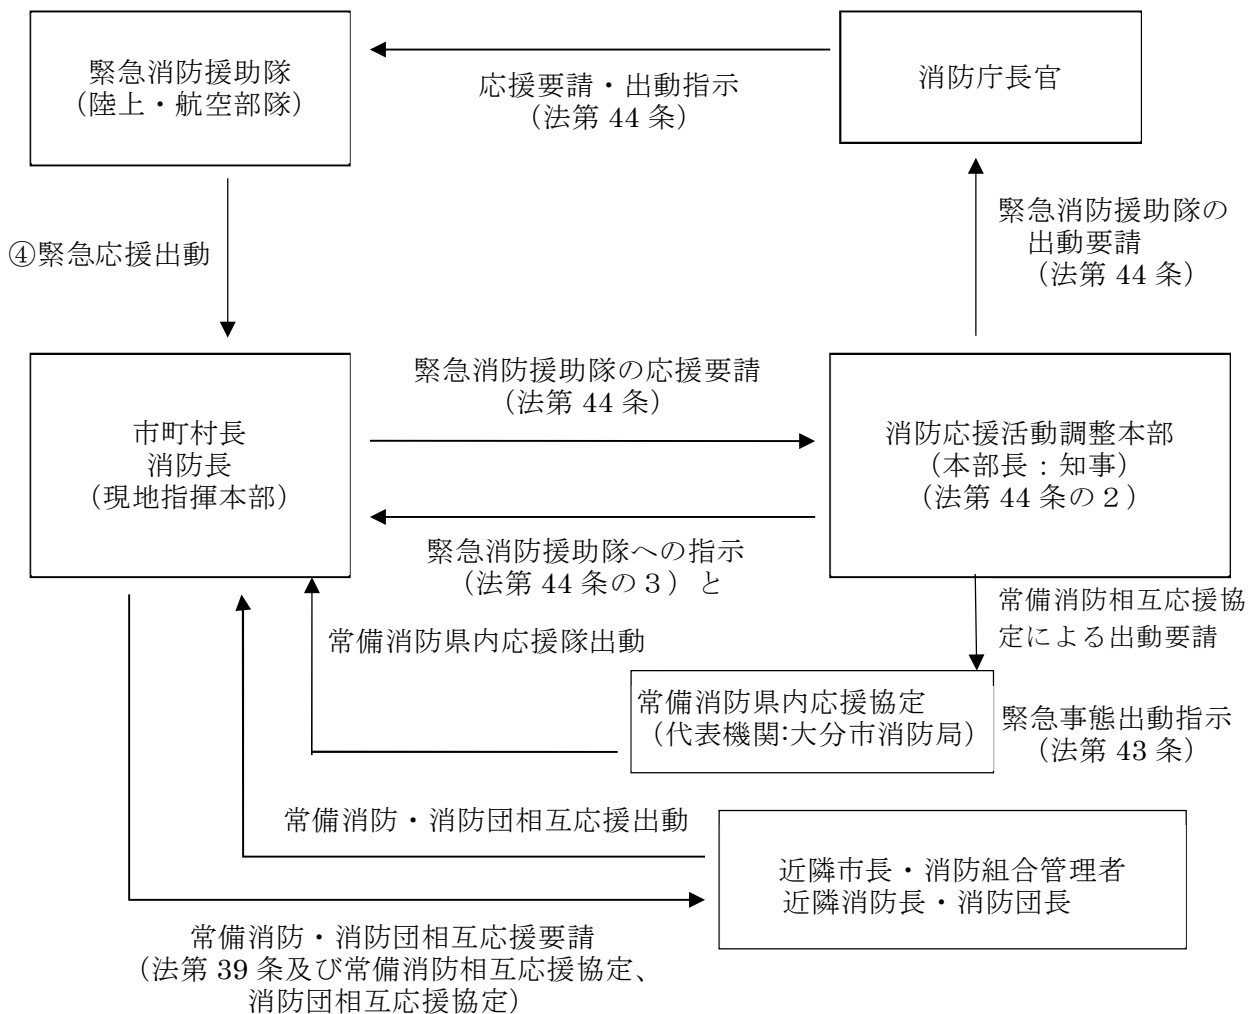 緊急消防援助隊
（陸上・航空部隊）
応援要請・出動指示
（法第 44 条）
消防庁長官
④緊急応援出動
緊急消防援助隊の
出動要請
（法第 44 条）
市町村長
消防長
（現地指揮本部）
緊急消防援助隊の応援要請
（法第 44 条）
消防応援活動調整本部
（本部長：知事）
（法第 44 条の２）
緊急消防援助隊への指示
（法第 44 条の３）と
常備消防相互応援協
定による出動要請
常備消防県内応援隊出動
常備消防県内応援協定
（代表機関:大分市消防局）
緊急事態出動指示
（法第 43 条）
常備消防・消防団相互応援出動
近隣市長・消防組合管理者
近隣消防長・消防団長
常備消防・消防団相互応援要請
（法第 39 条及び常備消防相互応援協定、
消防団相互応援協定）